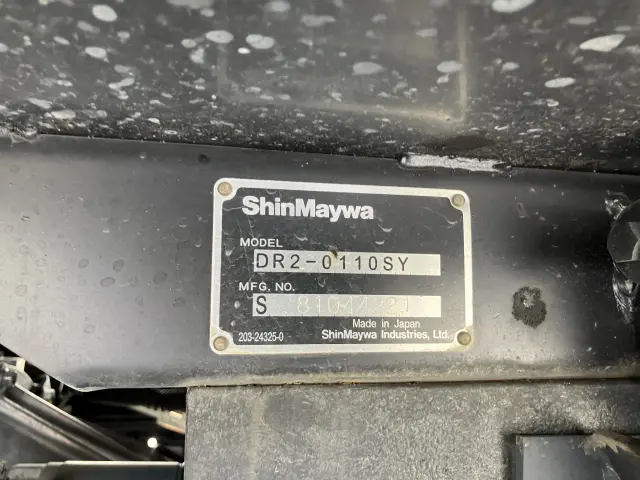 ShinMaywa
MODEL
DR2-0110SY
MFG. NO.
S
Made in Japan
203-24325-0 ShinMaywa Industries, Ltd.